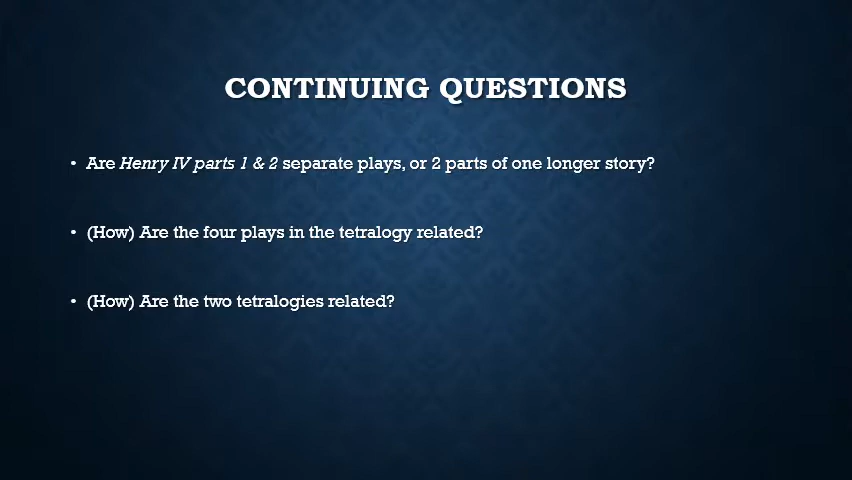 CONTINUING QUESTIONS
• Are Henry IV parts 1 & 2 separate plays, or 2 parts of one longer story?
• (How) Are the four plays in the tetralogy related?
• (How) Are the two tetralogies related?